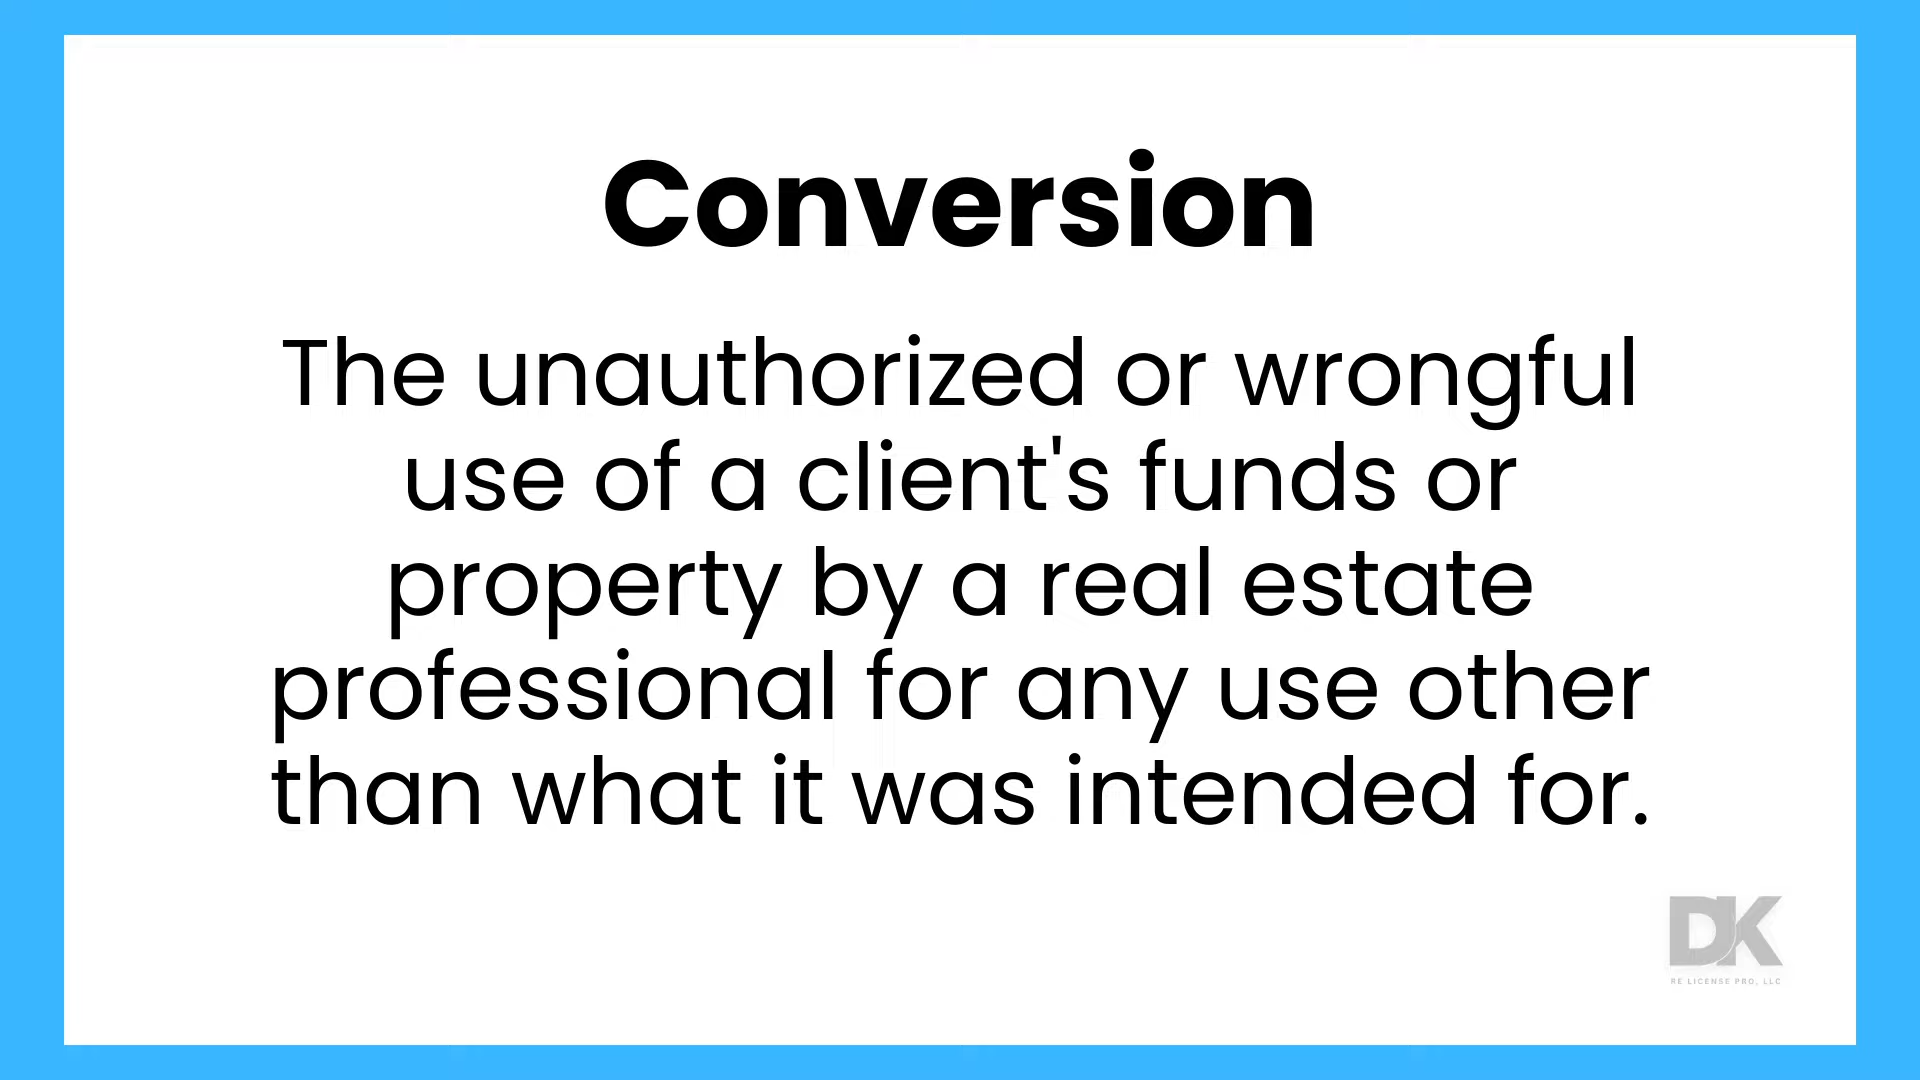 Conversion
The unauthorized or wrongful
use of a client's funds or
property by a real estate
professional for any use other
than what it was intended for.
DK
RE LICENSE PRO, LLC